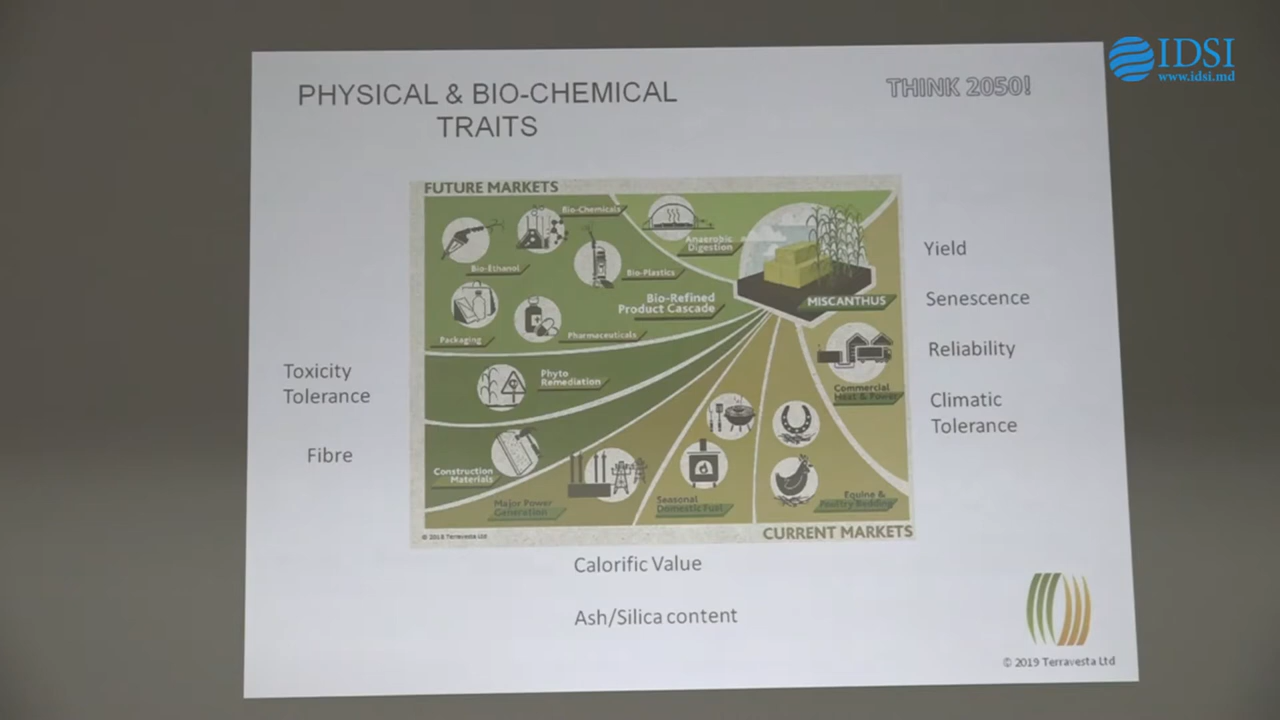 IDSI
www.idsi.md
PHYSICAL & BIO-CHEMICAL
TRAITS
THINK 2050!
FUTURE MARKETS
Bio-Chemicals
Anaerobic
Digestion
Bio-Ethanol
Bio-Plastics
Bio-Refined
Product Cascade
MISCANTHUS
Packaging
Pharmaceuticals
Phyto
Remediation
Commercial
Heat & Power
Construction
Materials
Major Power
Generation
Seasonal
Domestic Fuel
Equine &
Poultry Bedding
© 2018 Terravesta Ltd
CURRENT MARKETS
Yield
Senescence
Reliability
Climatic
Tolerance
Toxicity
Tolerance
Fibre
Calorific Value
Ash/Silica content
© 2019 Terravesta Ltd